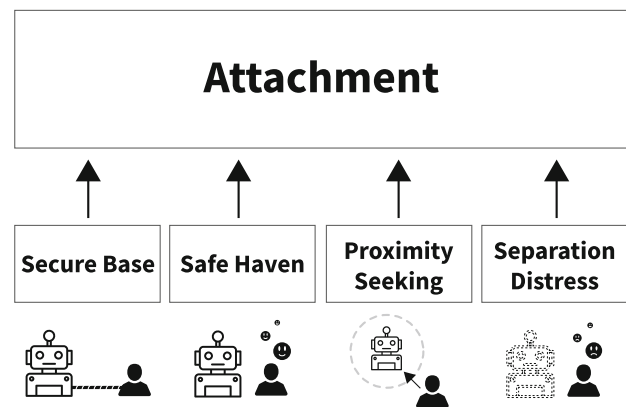 Attachment
Secure Base
Safe Haven
Proximity
Seeking
Separation
Distress